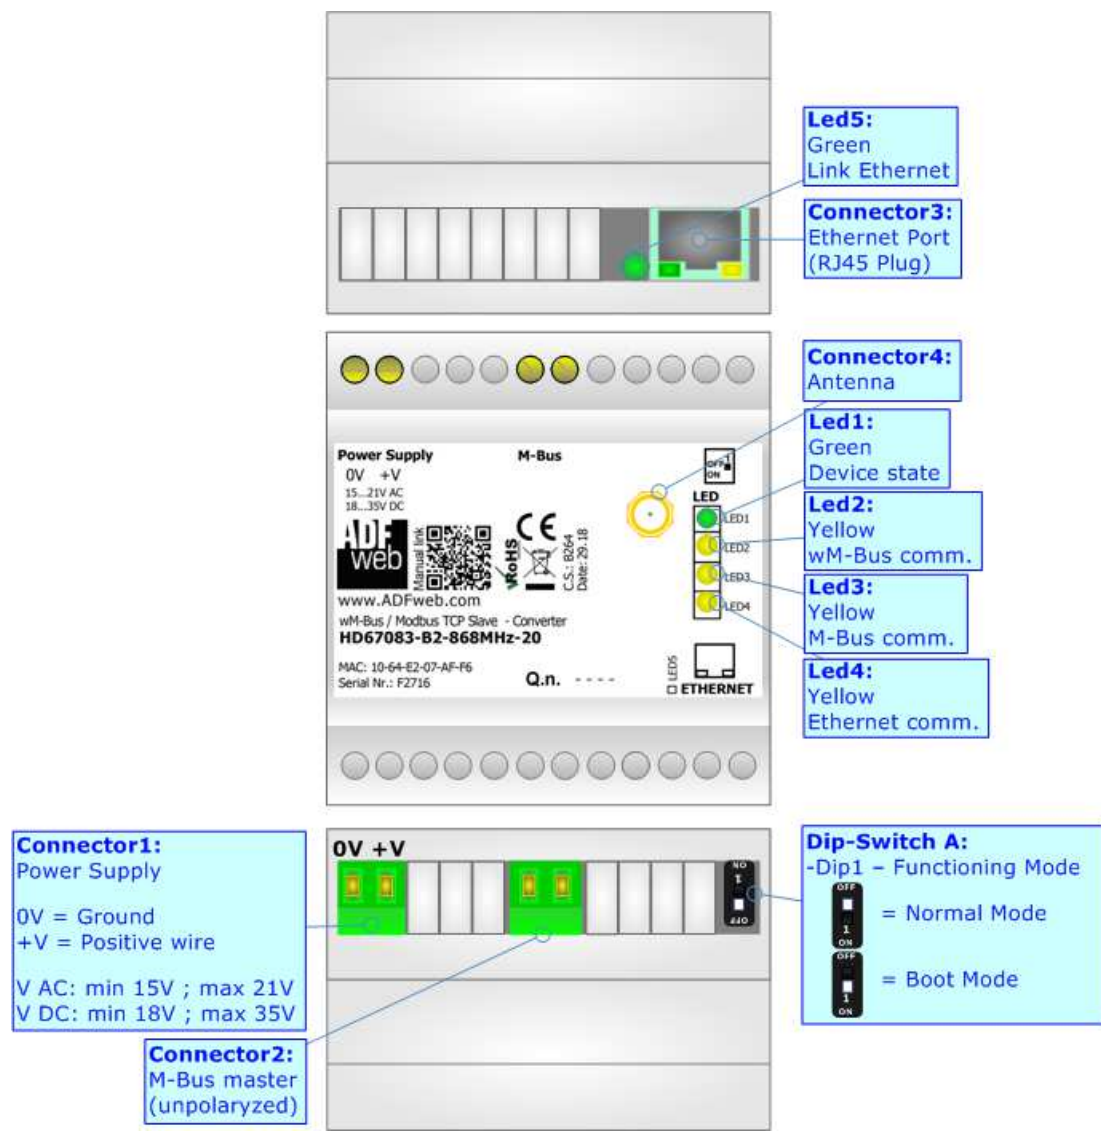 Led5:
Green
Link Ethernet
Connector3:
Ethernet Port
(RJ45 Plug)
Connector4:
Antenna
Led1:
Green
Device state
Led2:
Yellow
wM-Bus comm.
Led3:
Yellow
M-Bus comm.
Led4:
Yellow
Ethernet comm.
Power Supply
M-Bus
0V +V
15...21V AC
18...35V DC
OFF 1
ON
LED
LED1
LED2
LED3
LED4
ADF
web
Manual link
RoHS
CE
C.S.: B264
Date: 29.18
www.ADFweb.com
wM-Bus / Modbus TCP Slave - Converter
HD67083-B2-868MHz-20
MAC: 10-64-E2-07-AF-F6
Serial Nr.: F2716
Q.n. - - - -
LED5
ETHERNET
0V +V
ON
1
OFF
Connector1:
Power Supply
0V = Ground
+V = Positive wire
V AC: min 15V ; max 21V
V DC: min 18V ; max 35V
Connector2:
M-Bus master
(unpolaryzed)
Dip-Switch A:
-Dip1 – Functioning Mode
OFF
1
ON
= Normal Mode
OFF
1
ON
= Boot Mode